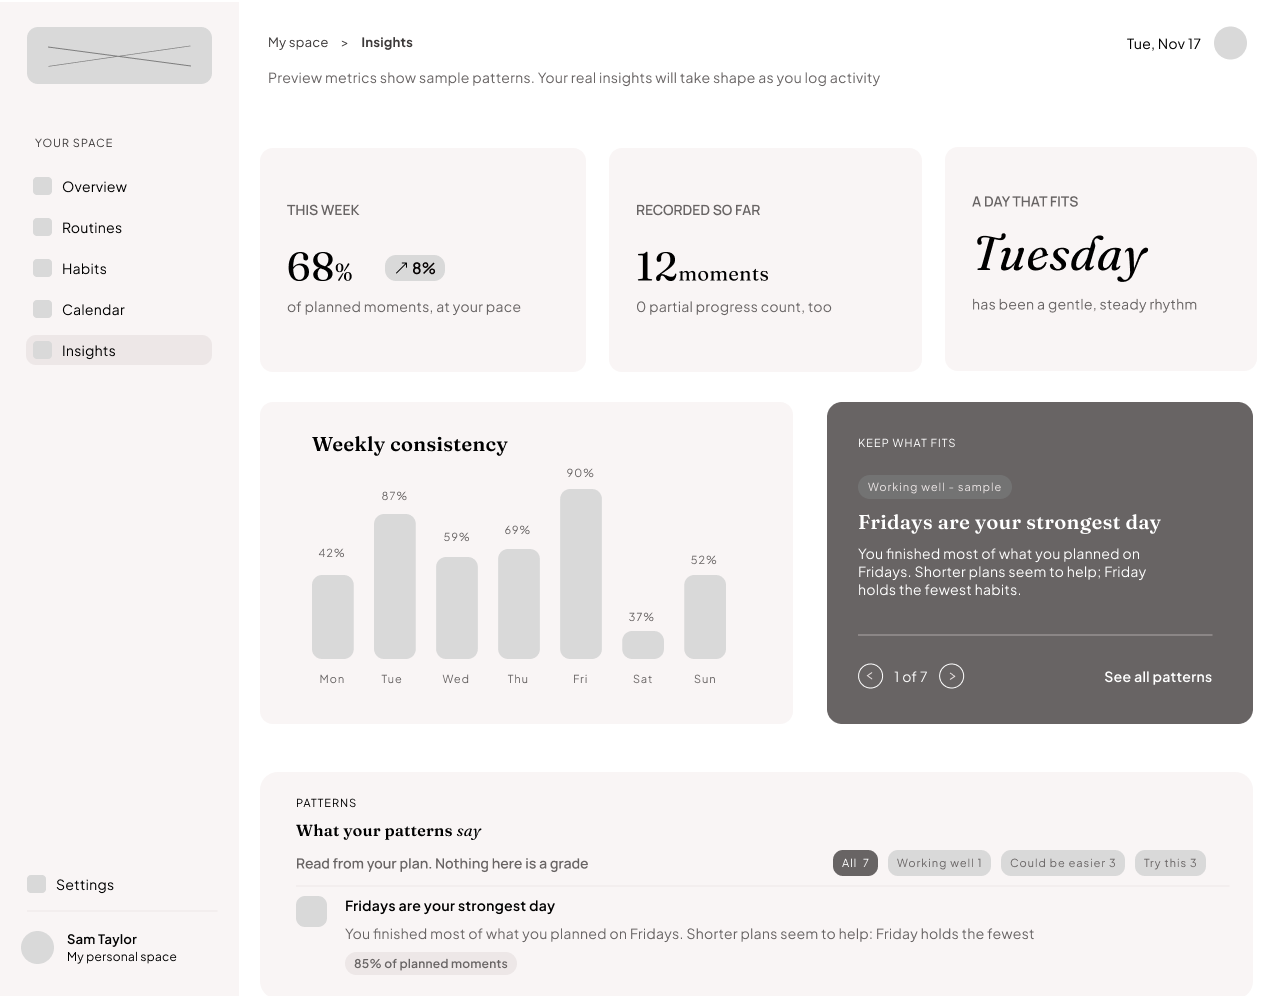 My space > Insights
Tue, Nov 17
Preview metrics show sample patterns. Your real insights will take shape as you log activity
YOUR SPACE
Overview
Routines
Habits
Calendar
Insights
Settings
Sam Taylor
My personal space
THIS WEEK
68%
↗ 8%
of planned moments, at your pace
RECORDED SO FAR
12moments
0 partial progress count, too
A DAY THAT FITS
Tuesday
has been a gentle, steady rhythm
Weekly consistency
42%
87%
59%
69%
90%
37%
52%
Mon
Tue
Wed
Thu
Fri
Sat
Sun
KEEP WHAT FITS
Working well - sample
Fridays are your strongest day
You finished most of what you planned on
Fridays. Shorter plans seem to help; Friday
holds the fewest habits.
< 1 of 7 >
See all patterns
PATTERNS
What your patterns say
Read from your plan. Nothing here is a grade
All 7
Working well 1
Could be easier 3
Try this 3
Fridays are your strongest day
You finished most of what you planned on Fridays. Shorter plans seem to help: Friday holds the fewest
85% of planned moments